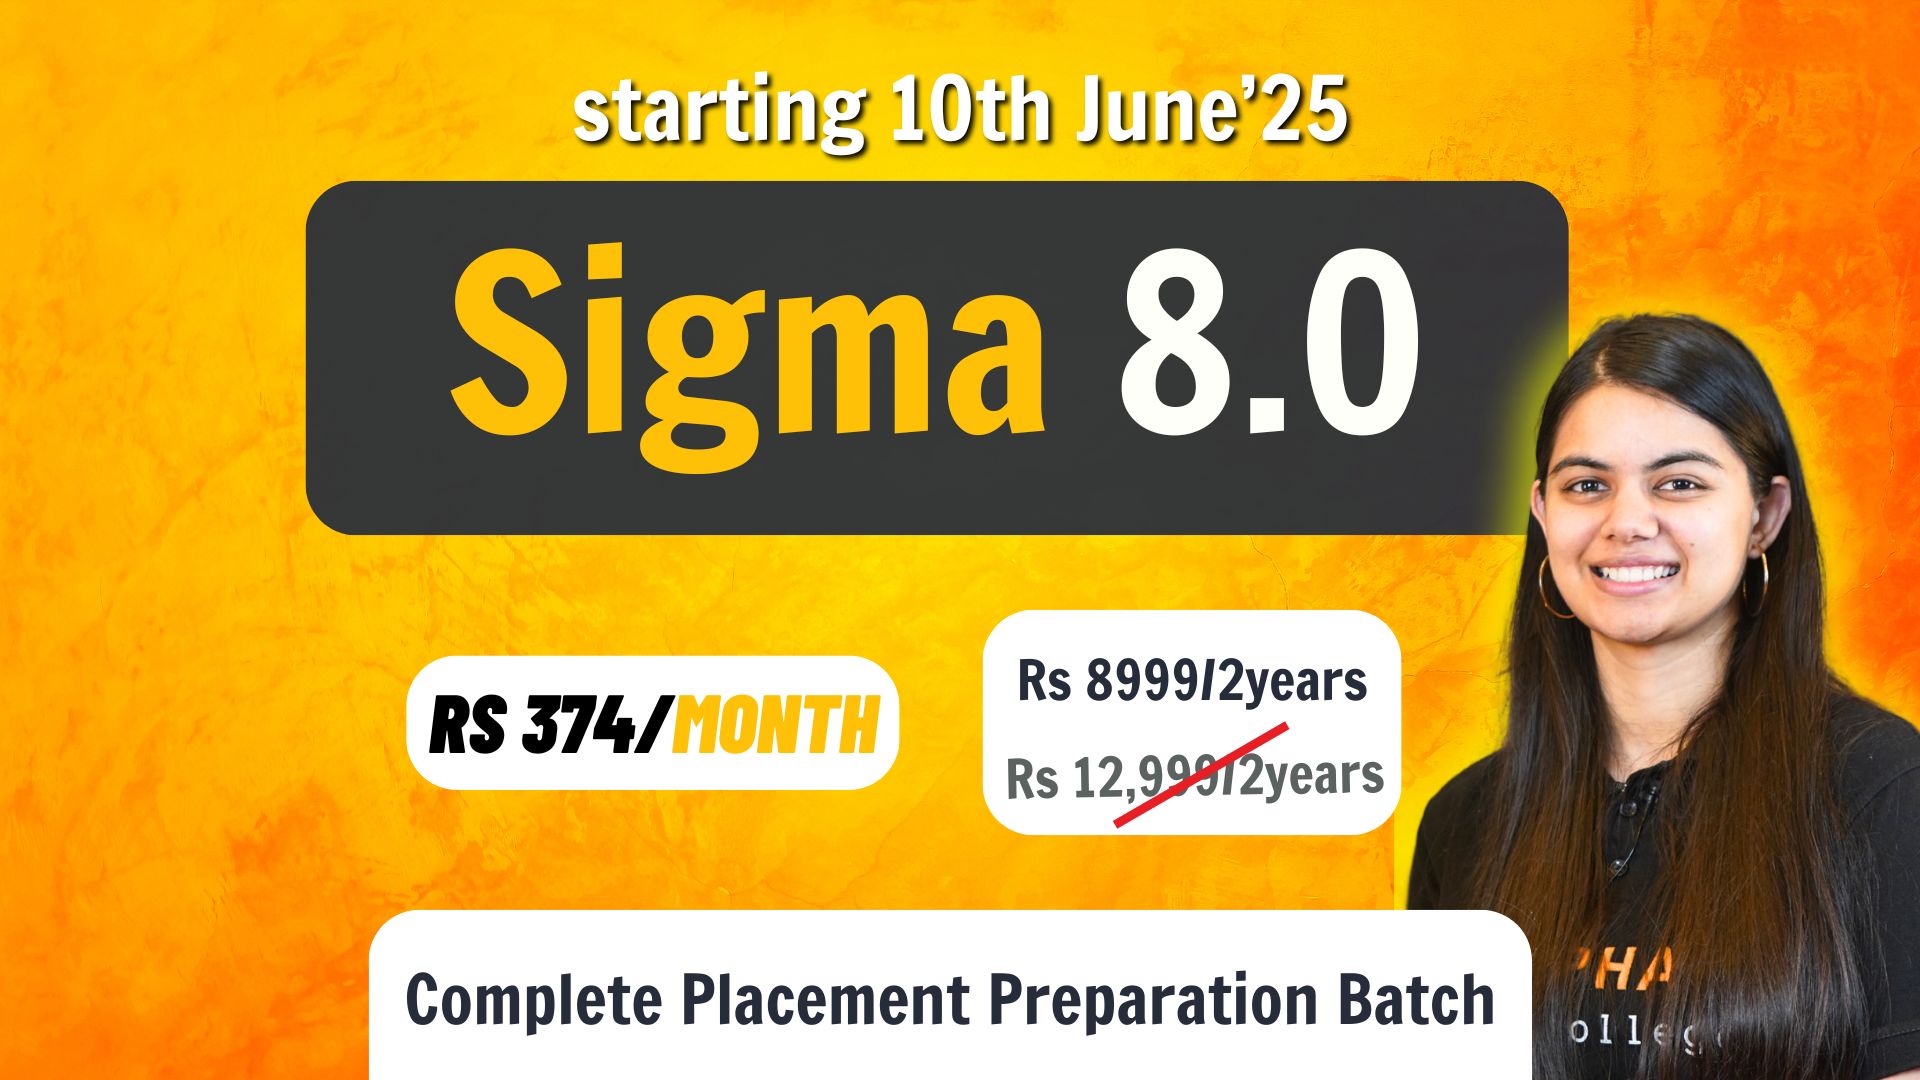 starting 10th June’25
Sigma 8.0
RS 374/MONTH
Rs 8999/2years
Rs 12,999/2years
Complete Placement Preparation Batch